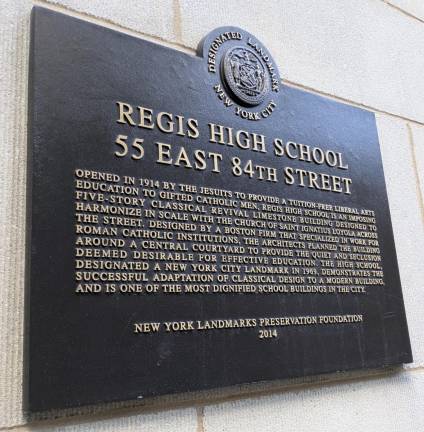 DESIGNATED LANDMARK
NEW YORK CITY
REGIS HIGH SCHOOL
55 EAST 84TH STREET
OPENED IN 1914 BY THE JESUITS TO PROVIDE A TUITION-FREE LIBERAL ARTS
EDUCATION TO GIFTED CATHOLIC MEN, REGIS HIGH SCHOOL IS AN IMPOSING
FIVE-STORY CLASSICAL REVIVAL LIMESTONE BUILDING DESIGNED TO
HARMONIZE IN SCALE WITH THE CHURCH OF SAINT IGNATIUS LOYOLA ACROSS
THE STREET. DESIGNED BY A BOSTON FIRM THAT SPECIALIZED IN WORK FOR
ROMAN CATHOLIC INSTITUTIONS, THE ARCHITECTS PLANNED THE BUILDING
AROUND A CENTRAL COURTYARD TO PROVIDE THE QUIET AND SECLUSION
DEEMED DESIRABLE FOR EFFECTIVE EDUCATION. THE HIGH SCHOOL,
DESIGNATED A NEW YORK CITY LANDMARK IN 1969, DEMONSTRATES THE
SUCCESSFUL ADAPTATION OF CLASSICAL DESIGN TO A MODERN BUILDING,
AND IS ONE OF THE MOST DIGNIFIED SCHOOL BUILDINGS IN THE CITY.
NEW YORK LANDMARKS PRESERVATION FOUNDATION
2014